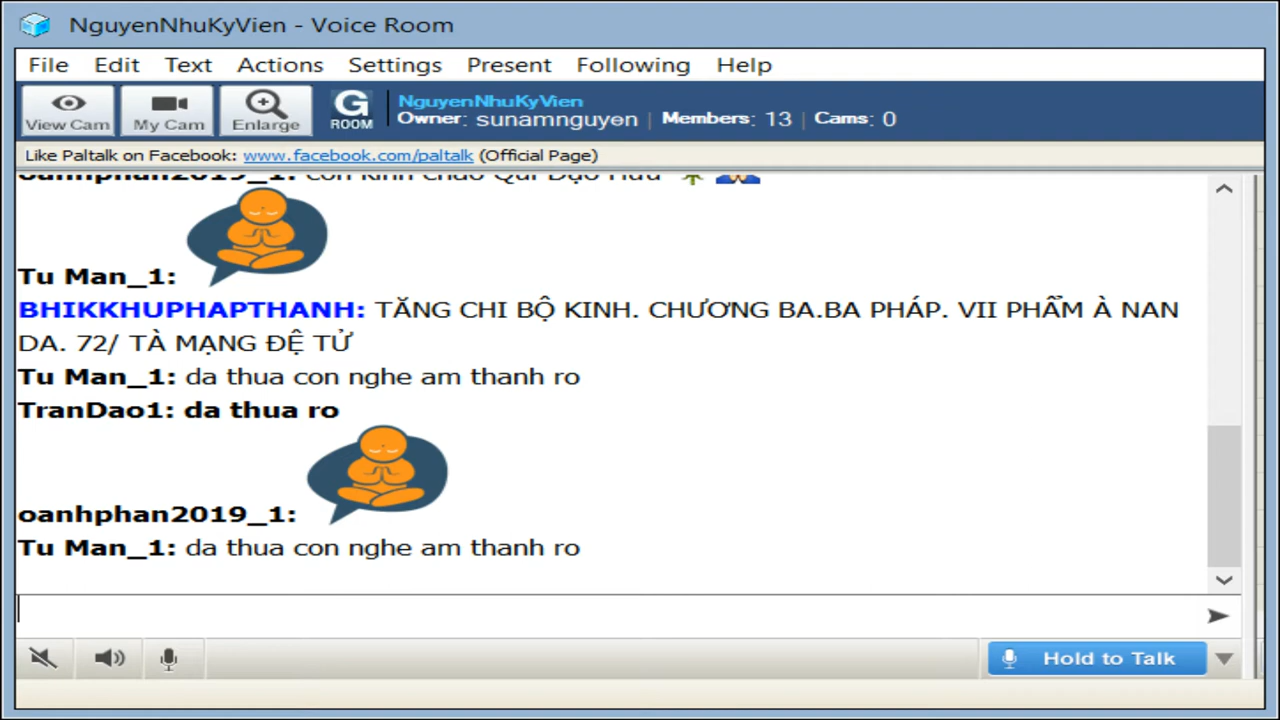 NguyenNhuKyVien - Voice Room
File Edit Text Actions Settings Present Following Help
View Cam My Cam Enlarge G ROOM
NguyenNhuKyVien
Owner: sunamnguyen | Members: 13 | Cams: 0
Like Paltalk on Facebook: www.facebook.com/paltalk (Official Page)
oanhphan2019_1: Con kinh chao Qui Dao Huu
Tu Man_1:
BHIKKHUPHAPTHANH: TĂNG CHI BỘ KINH. CHƯƠNG BA.BA PHÁP. VII PHẨM À NAN
DA. 72/ TÀ MẠNG ĐỆ TỬ
Tu Man_1: da thua con nghe am thanh ro
TranDao1: da thua ro
oanhphan2019_1:
Tu Man_1: da thua con nghe am thanh ro
Hold to Talk